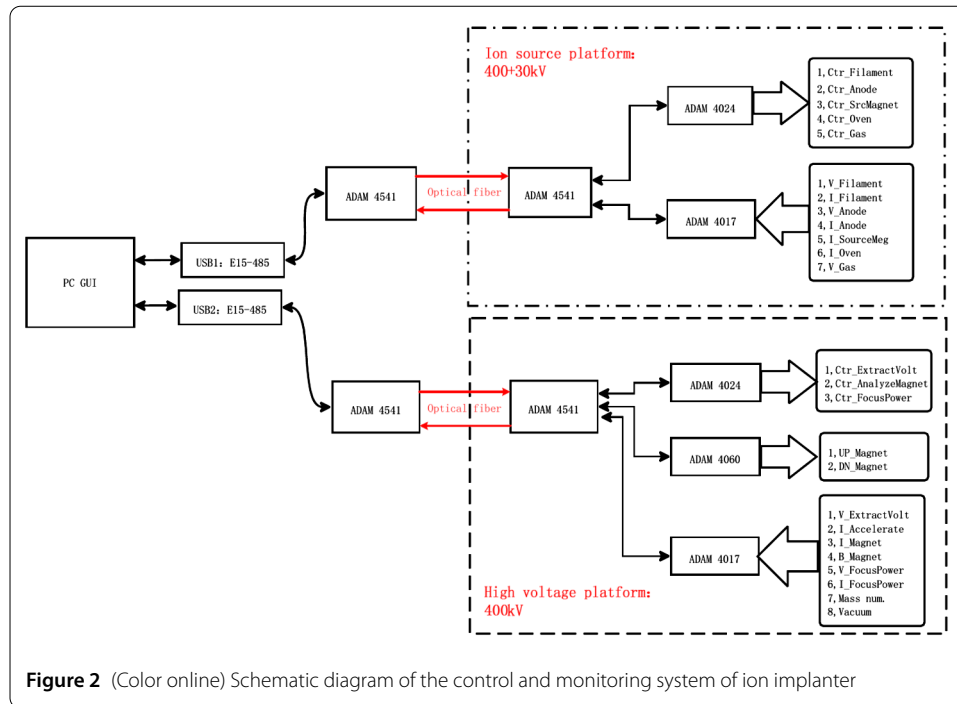 Ion source platform:
400+30kV
ADAM 4024
1,Ctr_Filament
2,Ctr_Anode
3,Ctr_SrcMagnet
4,Ctr_Oven
5,Ctr_Gas
ADAM 4541
Optical fiber
ADAM 4541
ADAM 4017
1,V_Filament
2,I_Filament
3,V_Anode
4,I_Anode
5,I_SourceMeg
6,I_Oven
7,V_Gas
PC GUI
USB1: E15-485
USB2: E15-485
ADAM 4541
Optical fiber
ADAM 4541
ADAM 4024
1,Ctr_ExtractVolt
2,Ctr_AnalyzeMagnet
3,Ctr_FocusPower
ADAM 4060
1,UP_Magnet
2,DN_Magnet
ADAM 4017
1,V_ExtractVolt
2,I_Accelerate
3,I_Magnet
4,B_Magnet
5,V_FocusPower
6,I_FocusPower
7,Mass num.
8,Vacuum
High voltage platform:
400kV
Figure 2 (Color online) Schematic diagram of the control and monitoring system of ion implanter